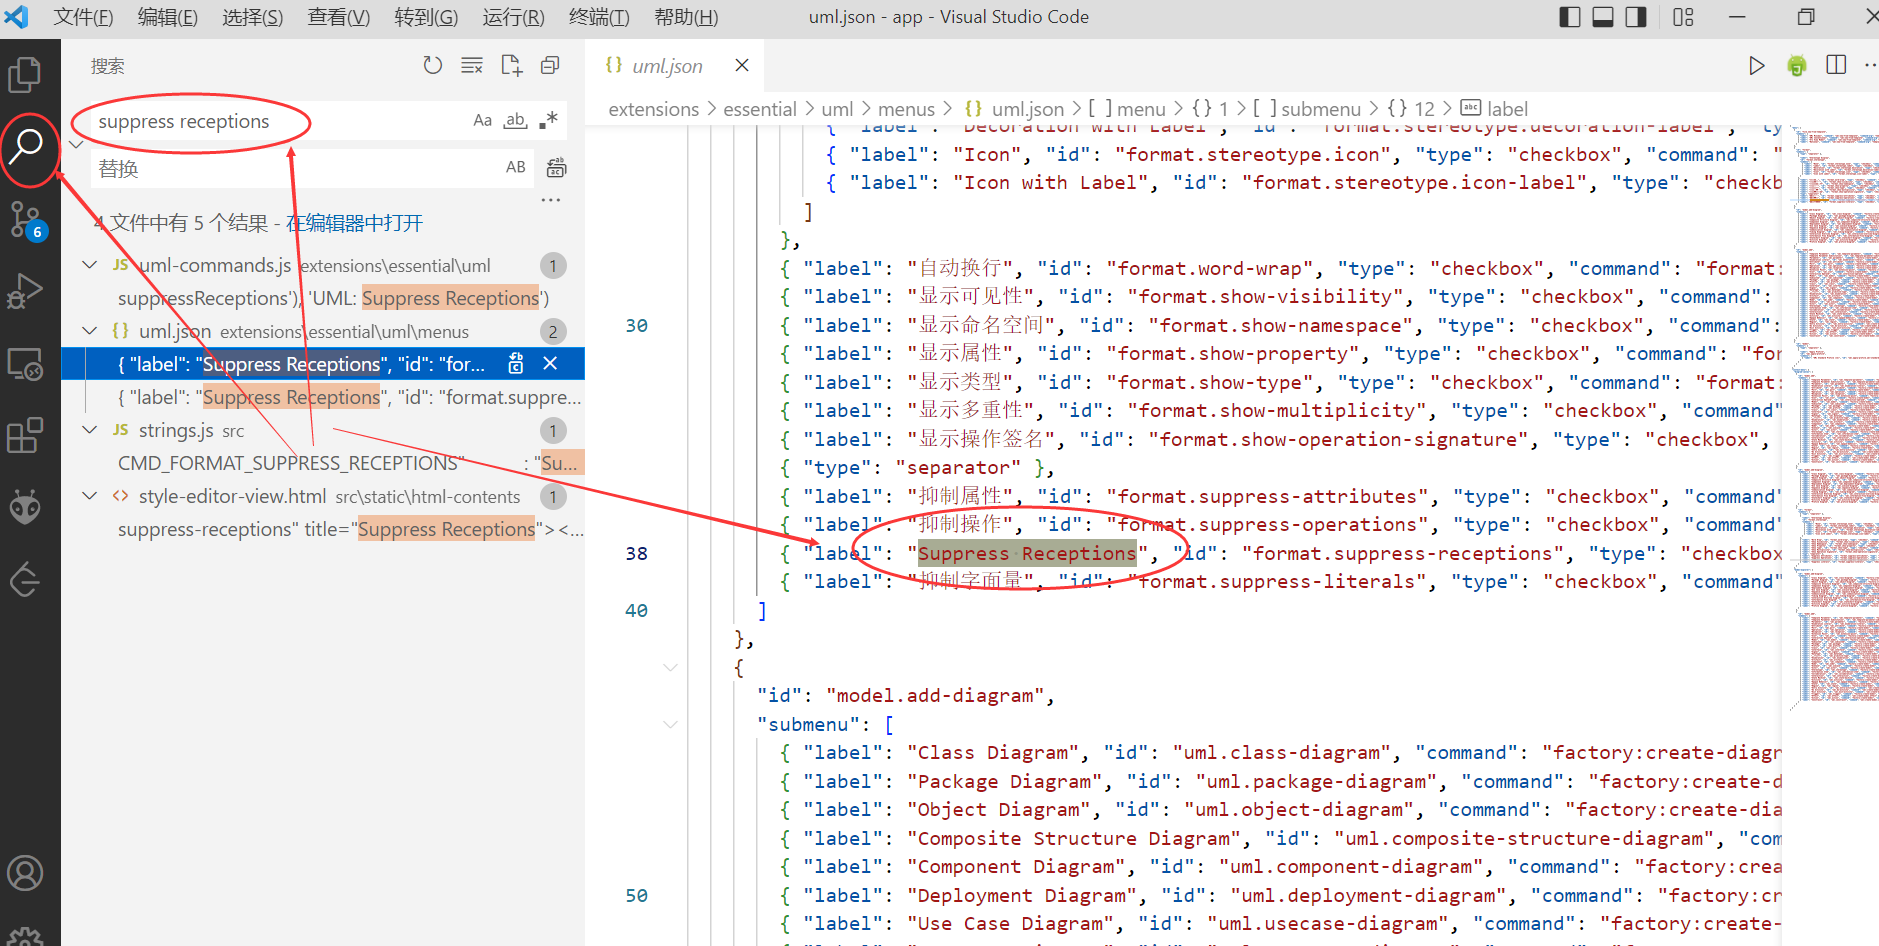 文件(F) 编辑(E) 选择(S) 查看(V) 转到(G) 运行(R) 终端(T) 帮助(H) uml.json - app - Visual Studio Code
搜索
suppress receptions Aa ab
替换 AB
4 文件中有 5 个结果 - 在编辑器中打开
JS uml-commands.js extensions\essential\uml 1
suppressReceptions'), 'UML: Suppress Receptions')
{} uml.json extensions\essential\uml\menus 2
{ "label": "Suppress Receptions", "id": "for...
{ "label": "Suppress Receptions", "id": "format.suppre...
JS strings.js src 1
CMD_FORMAT_SUPPRESS_RECEPTIONS" : "Su...
<> style-editor-view.html src\static\html-contents 1
suppress-receptions" title="Suppress Receptions"><...
6
{} uml.json
extensions > essential > uml > menus > {} uml.json > [ ] menu > {} 1 > [ ] submenu > {} 12 > label
{ "label": "Decoration with Label", "id": "format.stereotype.decoration-label", "ty
{ "label": "Icon", "id": "format.stereotype.icon", "type": "checkbox", "command": "
{ "label": "Icon with Label", "id": "format.stereotype.icon-label", "type": "checkb
]
},
{ "label": "自动换行", "id": "format.word-wrap", "type": "checkbox", "command": "format:
{ "label": "显示可见性", "id": "format.show-visibility", "type": "checkbox", "command":
30 { "label": "显示命名空间", "id": "format.show-namespace", "type": "checkbox", "command":
{ "label": "显示属性", "id": "format.show-property", "type": "checkbox", "command": "for
{ "label": "显示类型", "id": "format.show-type", "type": "checkbox", "command": "format:
{ "label": "显示多重性", "id": "format.show-multiplicity", "type": "checkbox", "command":
{ "label": "显示操作签名", "id": "format.show-operation-signature", "type": "checkbox",
{ "type": "separator" },
{ "label": "抑制属性", "id": "format.suppress-attributes", "type": "checkbox", "command"
{ "label": "抑制操作", "id": "format.suppress-operations", "type": "checkbox", "command"
38 { "label": "Suppress Receptions", "id": "format.suppress-receptions", "type": "checkbox
{ "label": "抑制字面量", "id": "format.suppress-literals", "type": "checkbox", "command"
40 ]
},
{
"id": "model.add-diagram",
"submenu": [
{ "label": "Class Diagram", "id": "uml.class-diagram", "command": "factory:create-diagr
{ "label": "Package Diagram", "id": "uml.package-diagram", "command": "factory:create-d
{ "label": "Object Diagram", "id": "uml.object-diagram", "command": "factory:create-dia
{ "label": "Composite Structure Diagram", "id": "uml.composite-structure-diagram", "com
{ "label": "Component Diagram", "id": "uml.component-diagram", "command": "factory:crea
50 { "label": "Deployment Diagram", "id": "uml.deployment-diagram", "command": "factory:cr
{ "label": "Use Case Diagram", "id": "uml.usecase-diagram", "command": "factory:create-